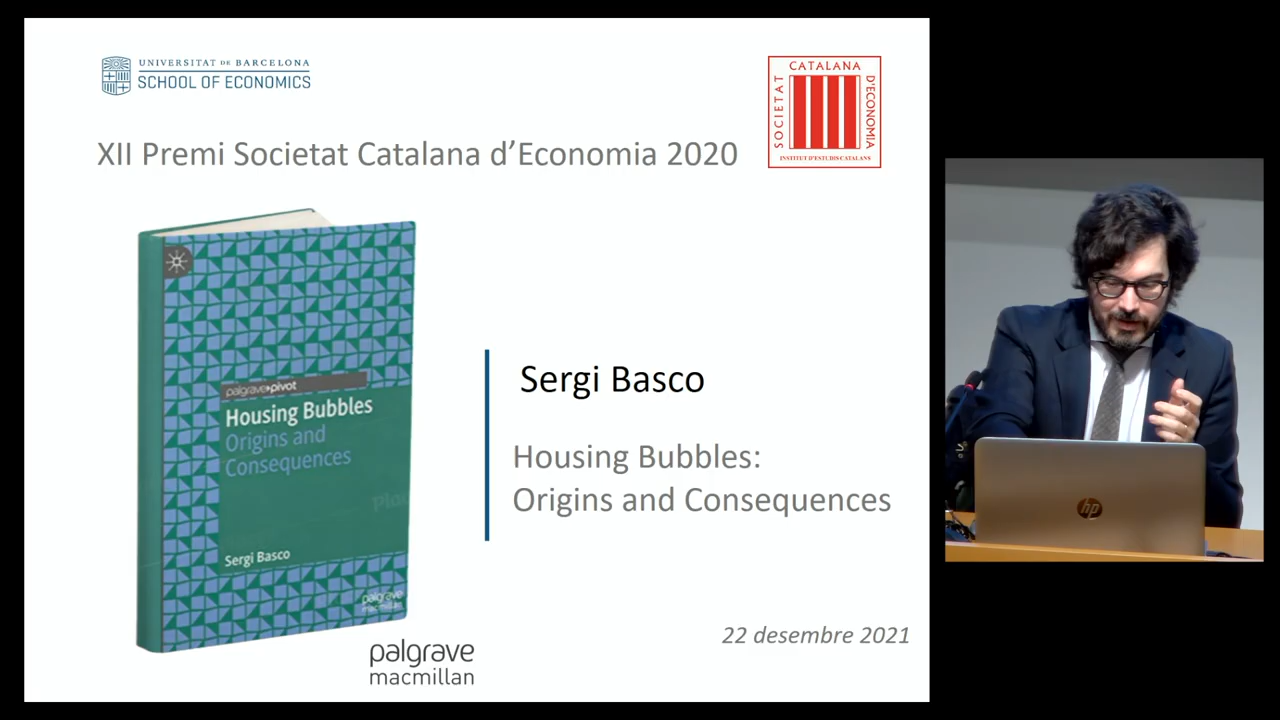 UNIVERSITAT DE BARCELONA
SCHOOL OF ECONOMICS
SOCIETAT
CATALANA
D'ECONOMIA
INSTITUT D'ESTUDIS CATALANS
XII Premi Societat Catalana d'Economia 2020
palgrave pivot
Housing Bubbles
Origins and
Consequences
Sergi Basco
palgrave
macmillan
Sergi Basco
Housing Bubbles:
Origins and Consequences
22 desembre 2021
palgrave
macmillan
hp